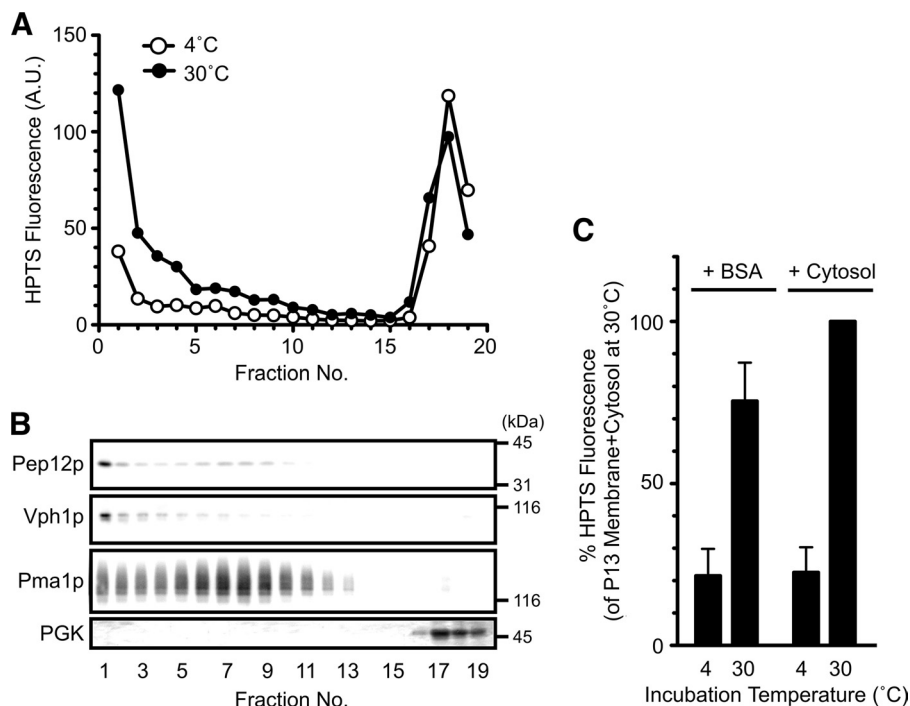 A
150
100
50
0
4˚C
30˚C
HPTS Fluorescence (A.U.)
0 5 10 15 20
Fraction No.
B
(kDa)
Pep12p
45
31
Vph1p
116
Pma1p
116
PGK
45
1 3 5 7 9 11 13 15 17 19
Fraction No.
C
+ BSA + Cytosol
100
50
0
% HPTS Fluorescence
(of P13 Membrane+Cytosol at 30˚C)
4 30 4 30
Incubation Temperature (˚C)